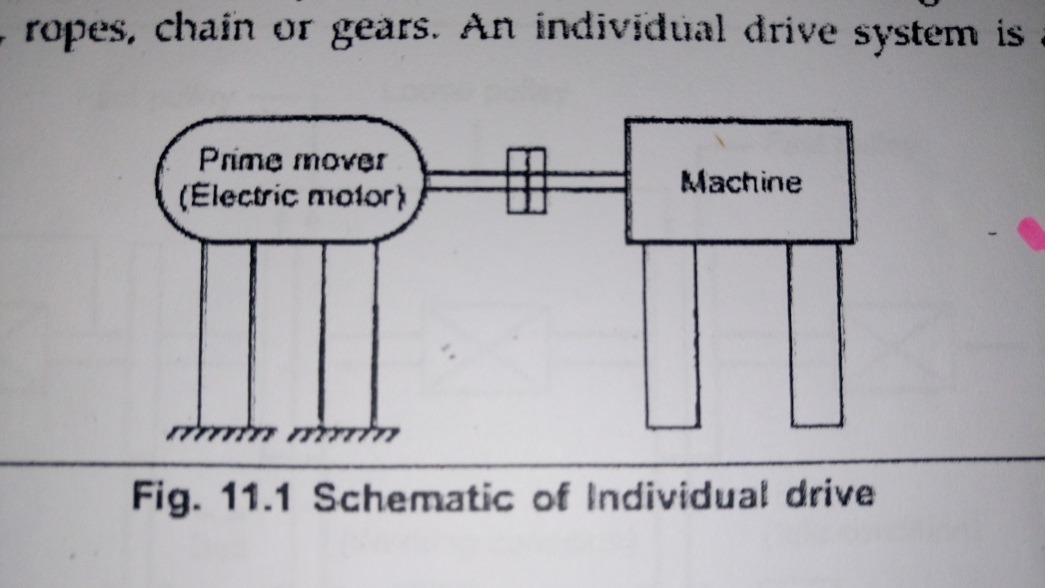 ropes, chain or gears. An individual drive system is
Prime mover
(Electric motor)
Machine
Fig. 11.1 Schematic of Individual drive